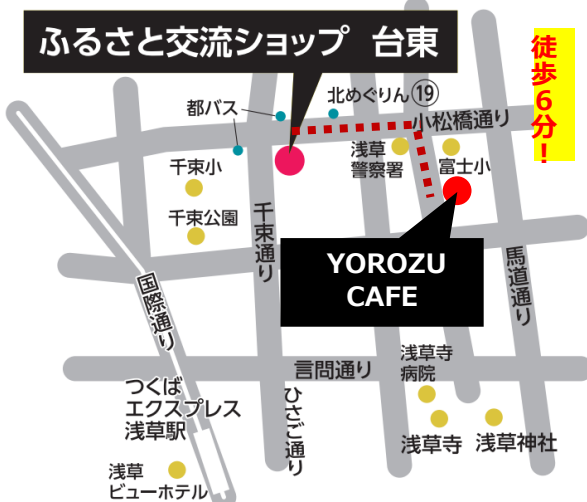 ふるさと交流ショップ 台東
徒歩6分！
北めぐりん⑲
都バス
小松橋通り
浅草
警察署
富士小
千束小
千束公園
千束通り
YOROZU
CAFE
馬道通り
国際通り
言問通り
浅草寺
病院
つくば
エクスプレス
浅草駅
ひさご通り
浅草寺
浅草神社
浅草
ビューホテル